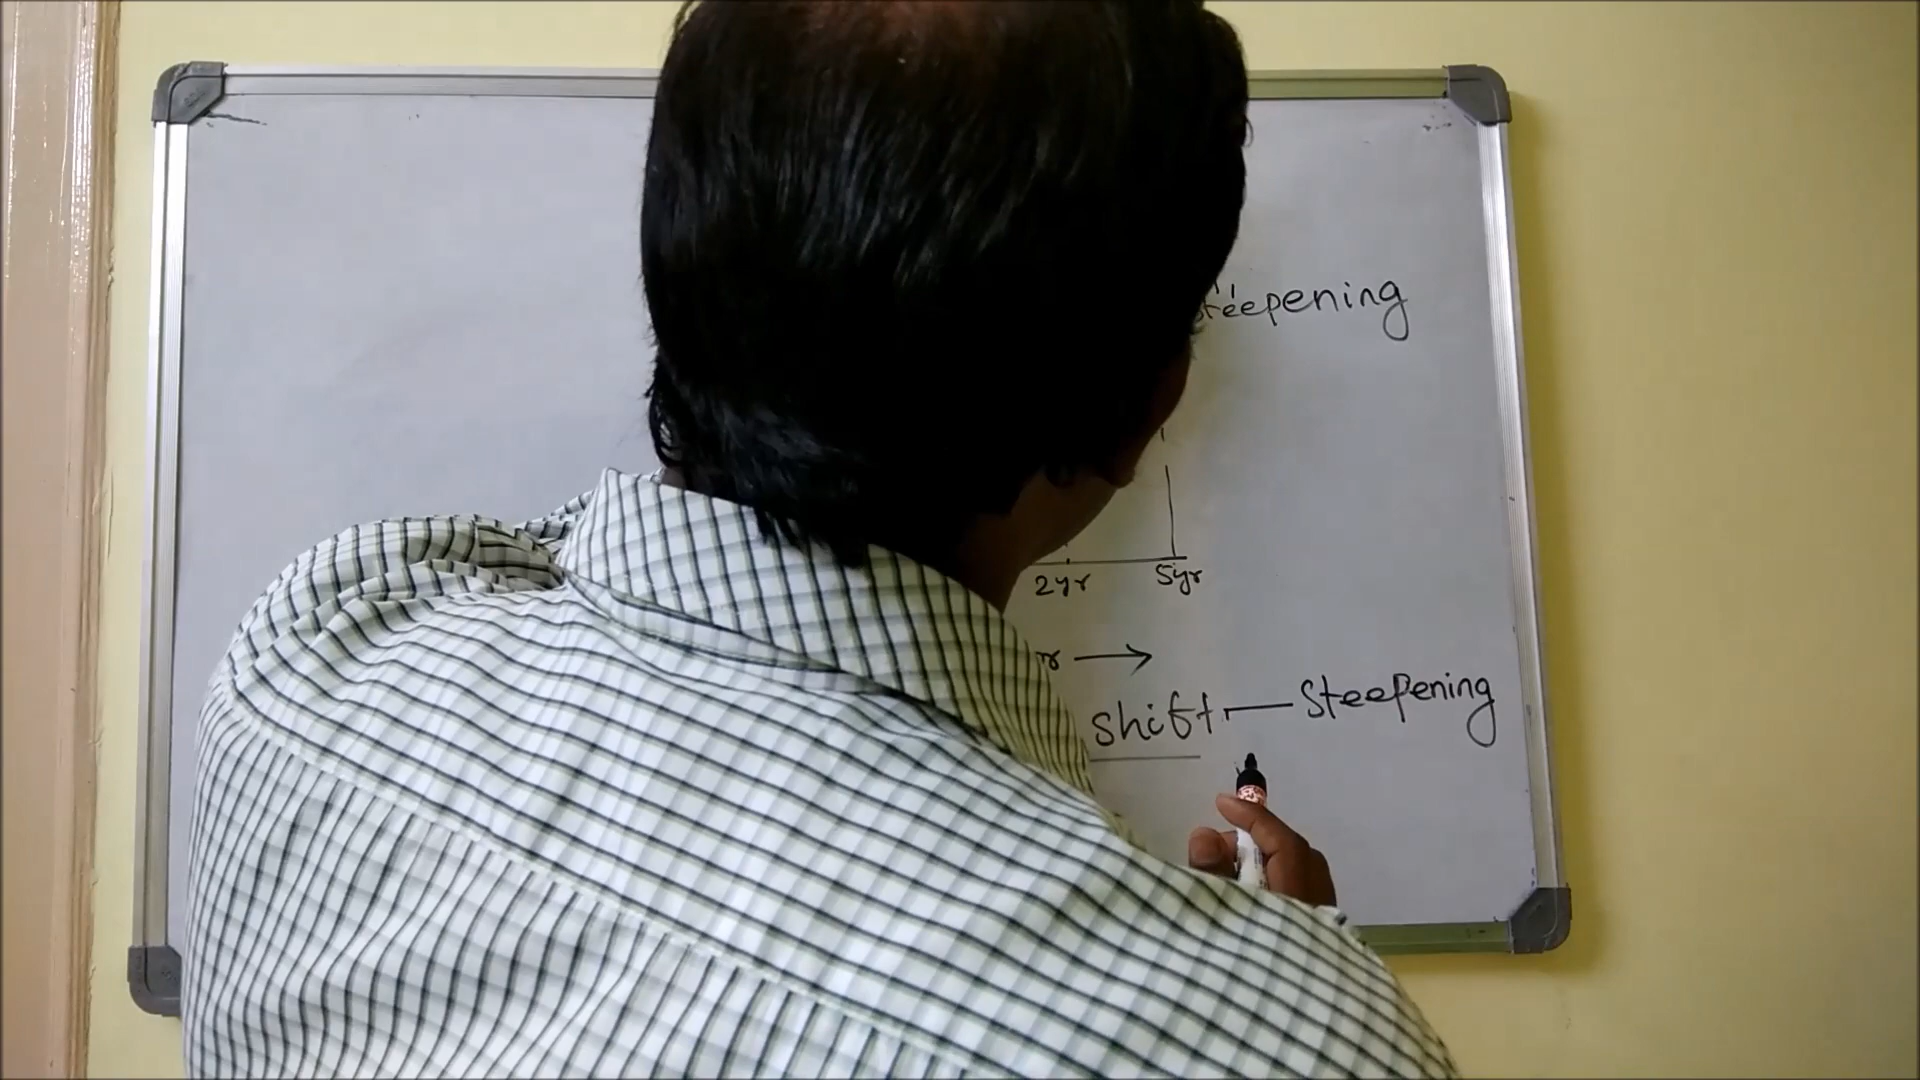 steepening
2yr 5yr
shift — Steepening